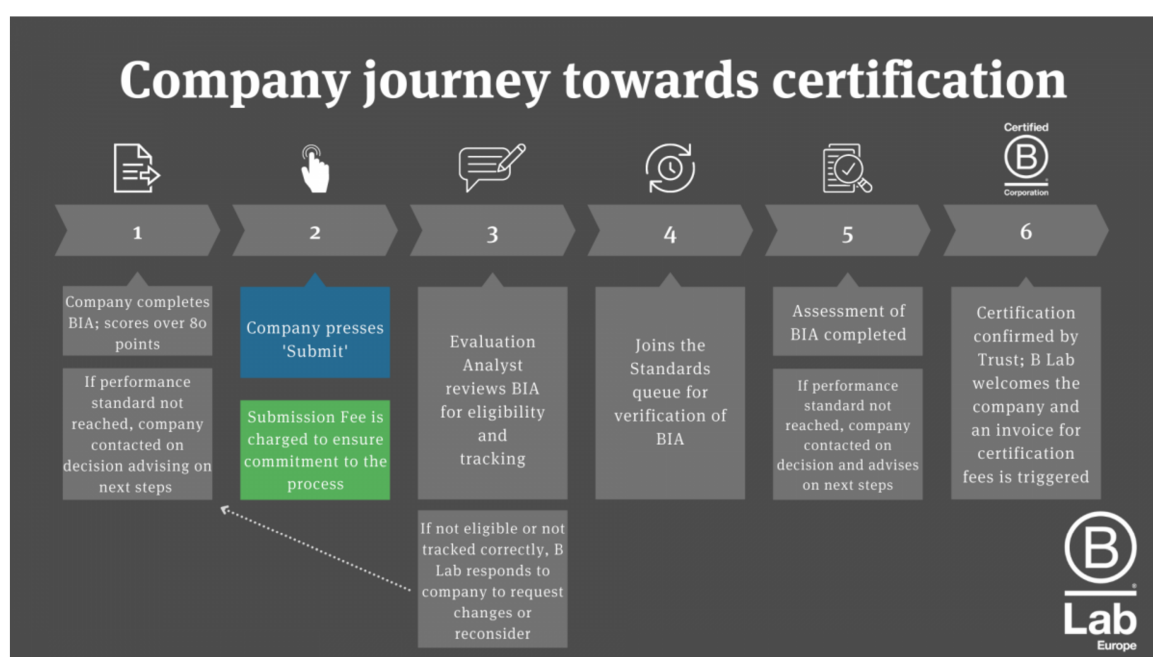 Company journey towards certification
Certified
B
®
Corporation
1
2
3
4
5
6
Company completes
BIA; scores over 80
points
If performance
standard not
reached, company
contacted on
decision advising on
next steps
Company presses
'Submit'
Submission Fee is
charged to ensure
commitment to the
process
Evaluation
Analyst
reviews BIA
for eligibility
and
tracking
If not eligible or not
tracked correctly, B
Lab responds to
company to request
changes or
reconsider
Joins the
Standards
queue for
verification of
BIA
Assessment of
BIA completed
If performance
standard not
reached, company
contacted on
decision and advises
on next steps
Certification
confirmed by
Trust; B Lab
welcomes the
company and
an invoice for
certification
fees is triggered
B
®
Lab
Europe